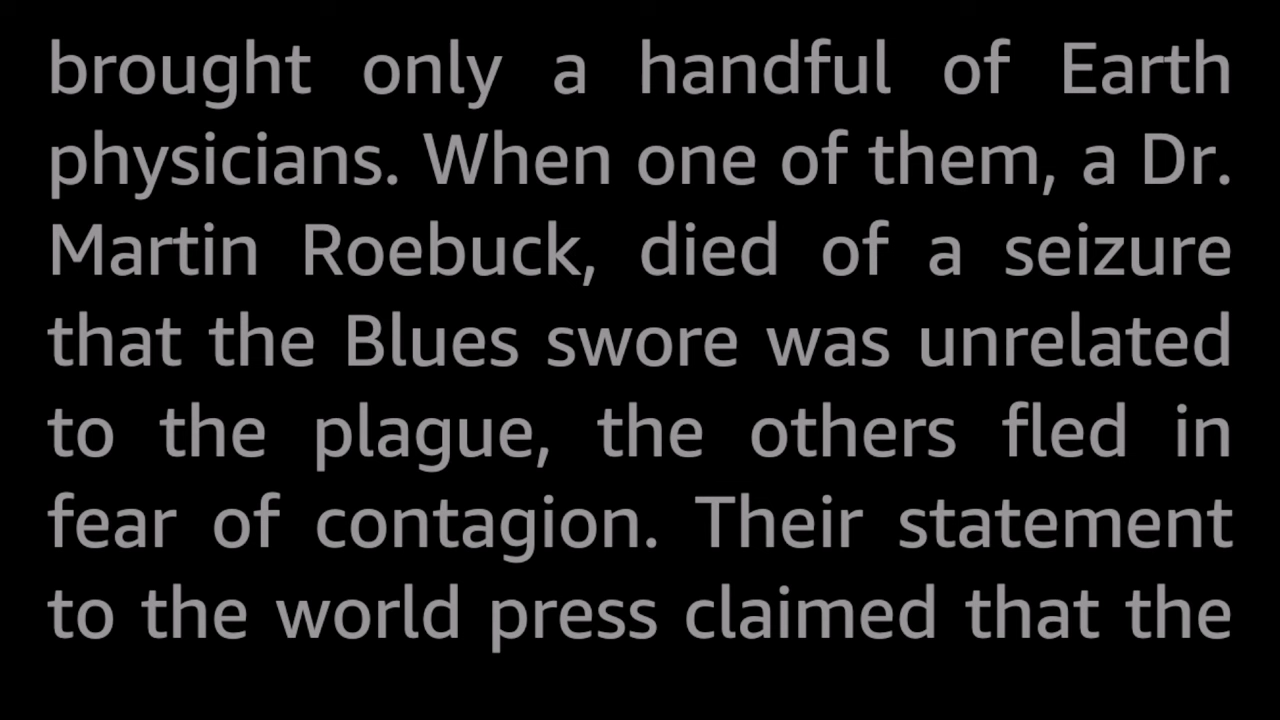 brought only a handful of Earth
physicians. When one of them, a Dr.
Martin Roebuck, died of a seizure
that the Blues swore was unrelated
to the plague, the others fled in
fear of contagion. Their statement
to the world press claimed that the